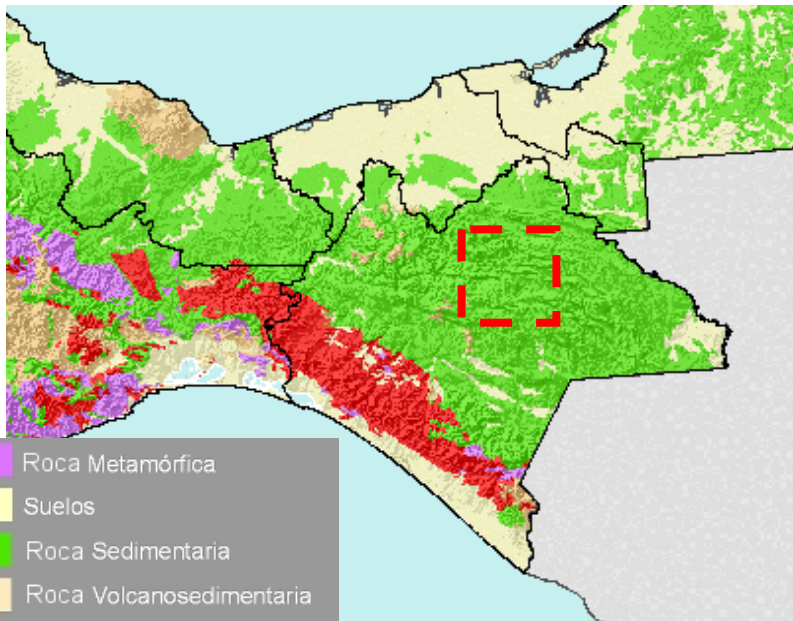 Roca Metamórfica
Suelos
Roca Sedimentaria
Roca Volcanosedimentaria